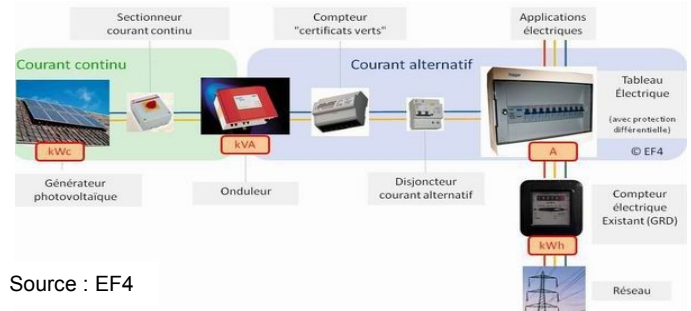 Sectionneur
courant continu
Compteur
"certificats verts"
Applications
électriques
Courant continu
Courant alternatif
Tableau
Électrique
(avec protection
différentielle)
kWc
kVA
A
© EF4
Générateur
photovoltaïque
Onduleur
Disjoncteur
courant alternatif
Compteur
électrique
Existant (GRD)
kWh
Source : EF4
Réseau